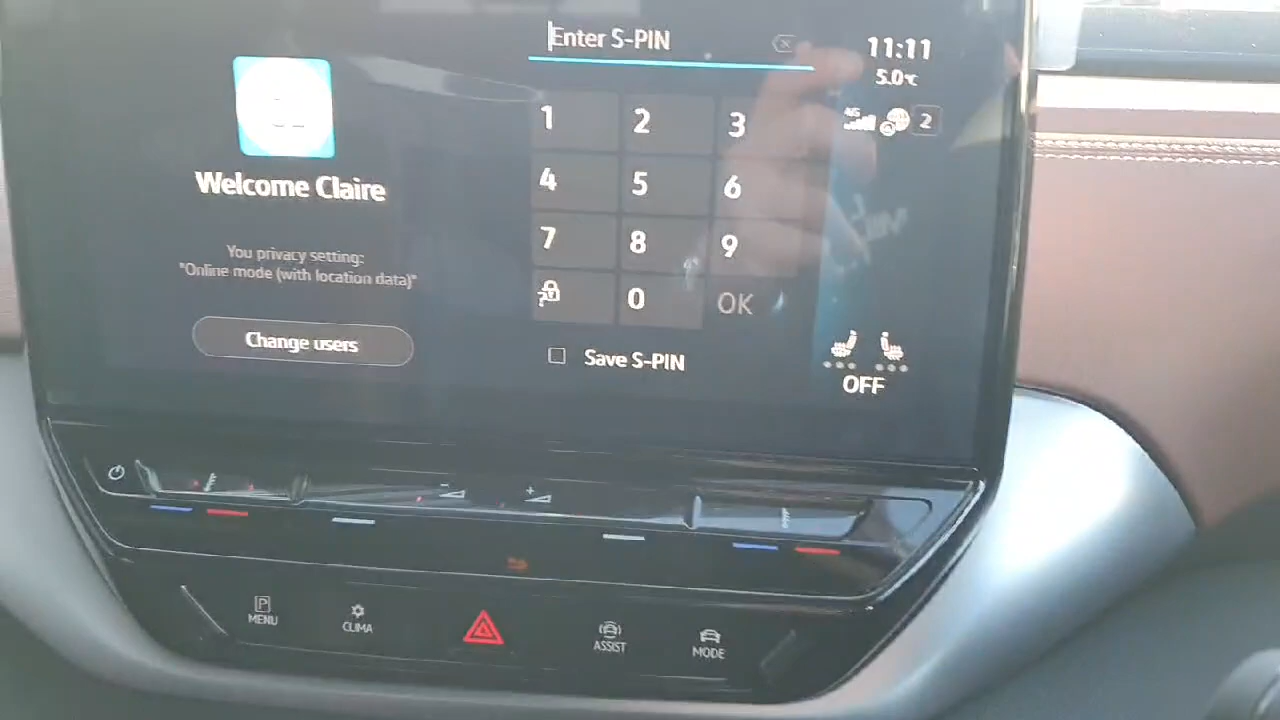 Enter S-PIN
11:11
5.0°C
Welcome Claire
1 2 3
4 5 6
7 8 9
0 OK
2
You privacy setting:
"Online mode (with location data)"
Change users
Save S-PIN
OFF
P
MENU
CLIMA
ASSIST
MODE